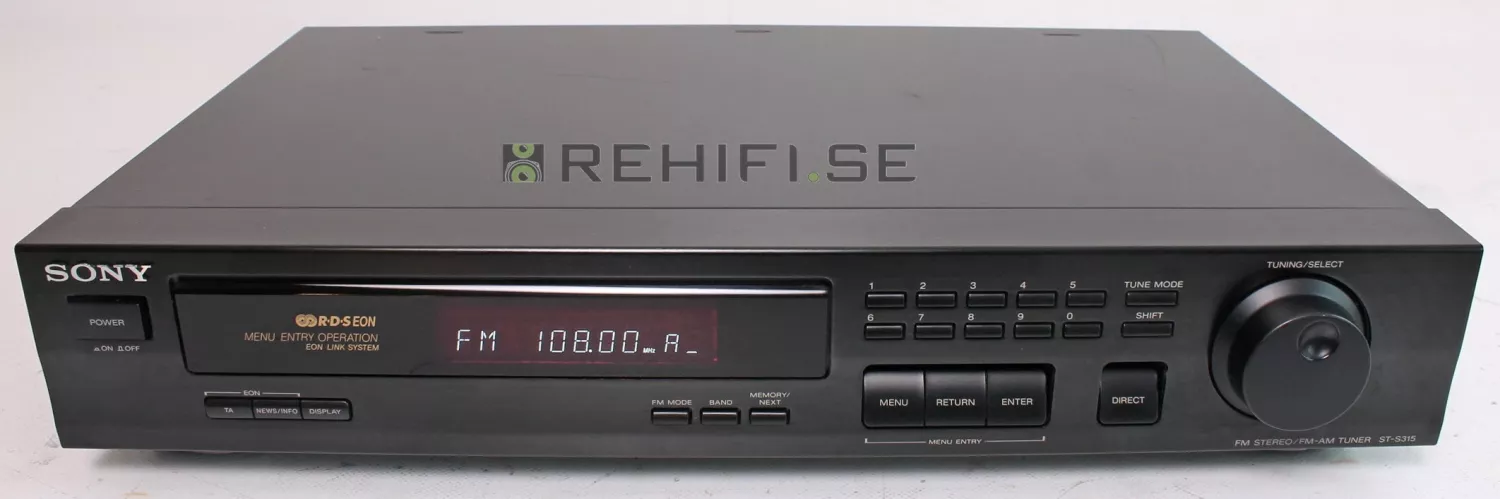 REHIFI.SE
SONY
POWER
ON OFF
R·D·S EON
MENU ENTRY OPERATION
EON LINK SYSTEM
FM 108.00 MHz A_
EON
TA NEWS/INFO DISPLAY
FM MODE BAND MEMORY/
NEXT
1 2 3 4 5 TUNE MODE
6 7 8 9 0 SHIFT
MENU RETURN ENTER
MENU ENTRY
DIRECT
TUNING/SELECT
FM STEREO/FM-AM TUNER ST-S315